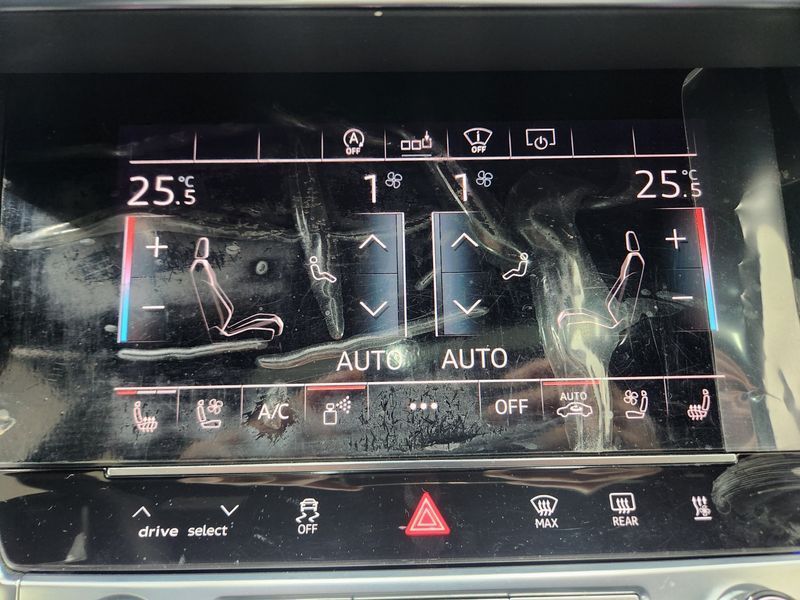 A OFF OFF
25.5 °C 1 1 25.5 °C
+ +
− −
AUTO AUTO
A/C ••• OFF AUTO
drive select OFF MAX REAR